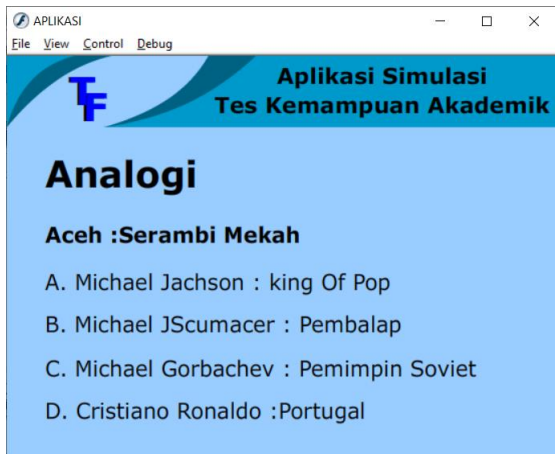 APLIKASI
File View Control Debug
TF
Aplikasi Simulasi
Tes Kemampuan Akademik
Analogi
Aceh :Serambi Mekah
A. Michael Jachson : king Of Pop
B. Michael JScumacer : Pembalap
C. Michael Gorbachev : Pemimpin Soviet
D. Cristiano Ronaldo :Portugal